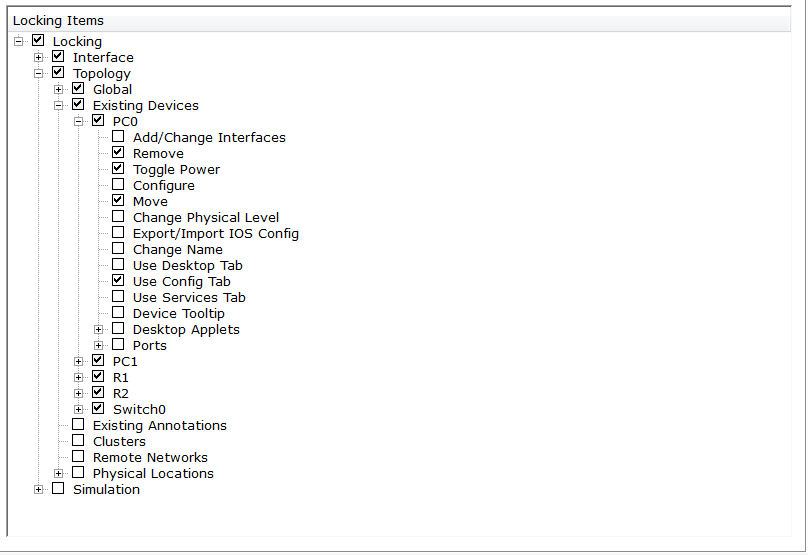 Locking Items
Locking
Interface
Topology
Global
Existing Devices
PC0
Add/Change Interfaces
Remove
Toggle Power
Configure
Move
Change Physical Level
Export/Import IOS Config
Change Name
Use Desktop Tab
Use Config Tab
Use Services Tab
Device Tooltip
Desktop Applets
Ports
PC1
R1
R2
Switch0
Existing Annotations
Clusters
Remote Networks
Physical Locations
Simulation